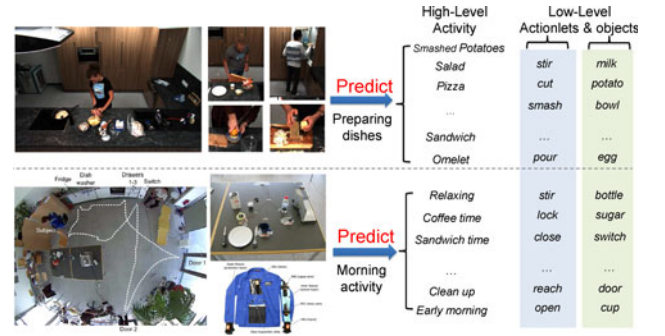 High-Level
Activity
Low-Level
Actionlets & objects
Predict
Preparing
dishes
Smashed Potatoes
Salad
Pizza
...
Sandwich
Omelet
stir
cut
smash
...
pour
milk
potato
bowl
...
egg
Fridge
Dish
washer
Drawers
1-3
Switch
Subject
Door 1
Door 2
Predict
Morning
activity
Relaxing
Coffee time
Sandwich time
...
Clean up
Early morning
stir
lock
close
...
reach
open
bottle
sugar
switch
...
door
cup